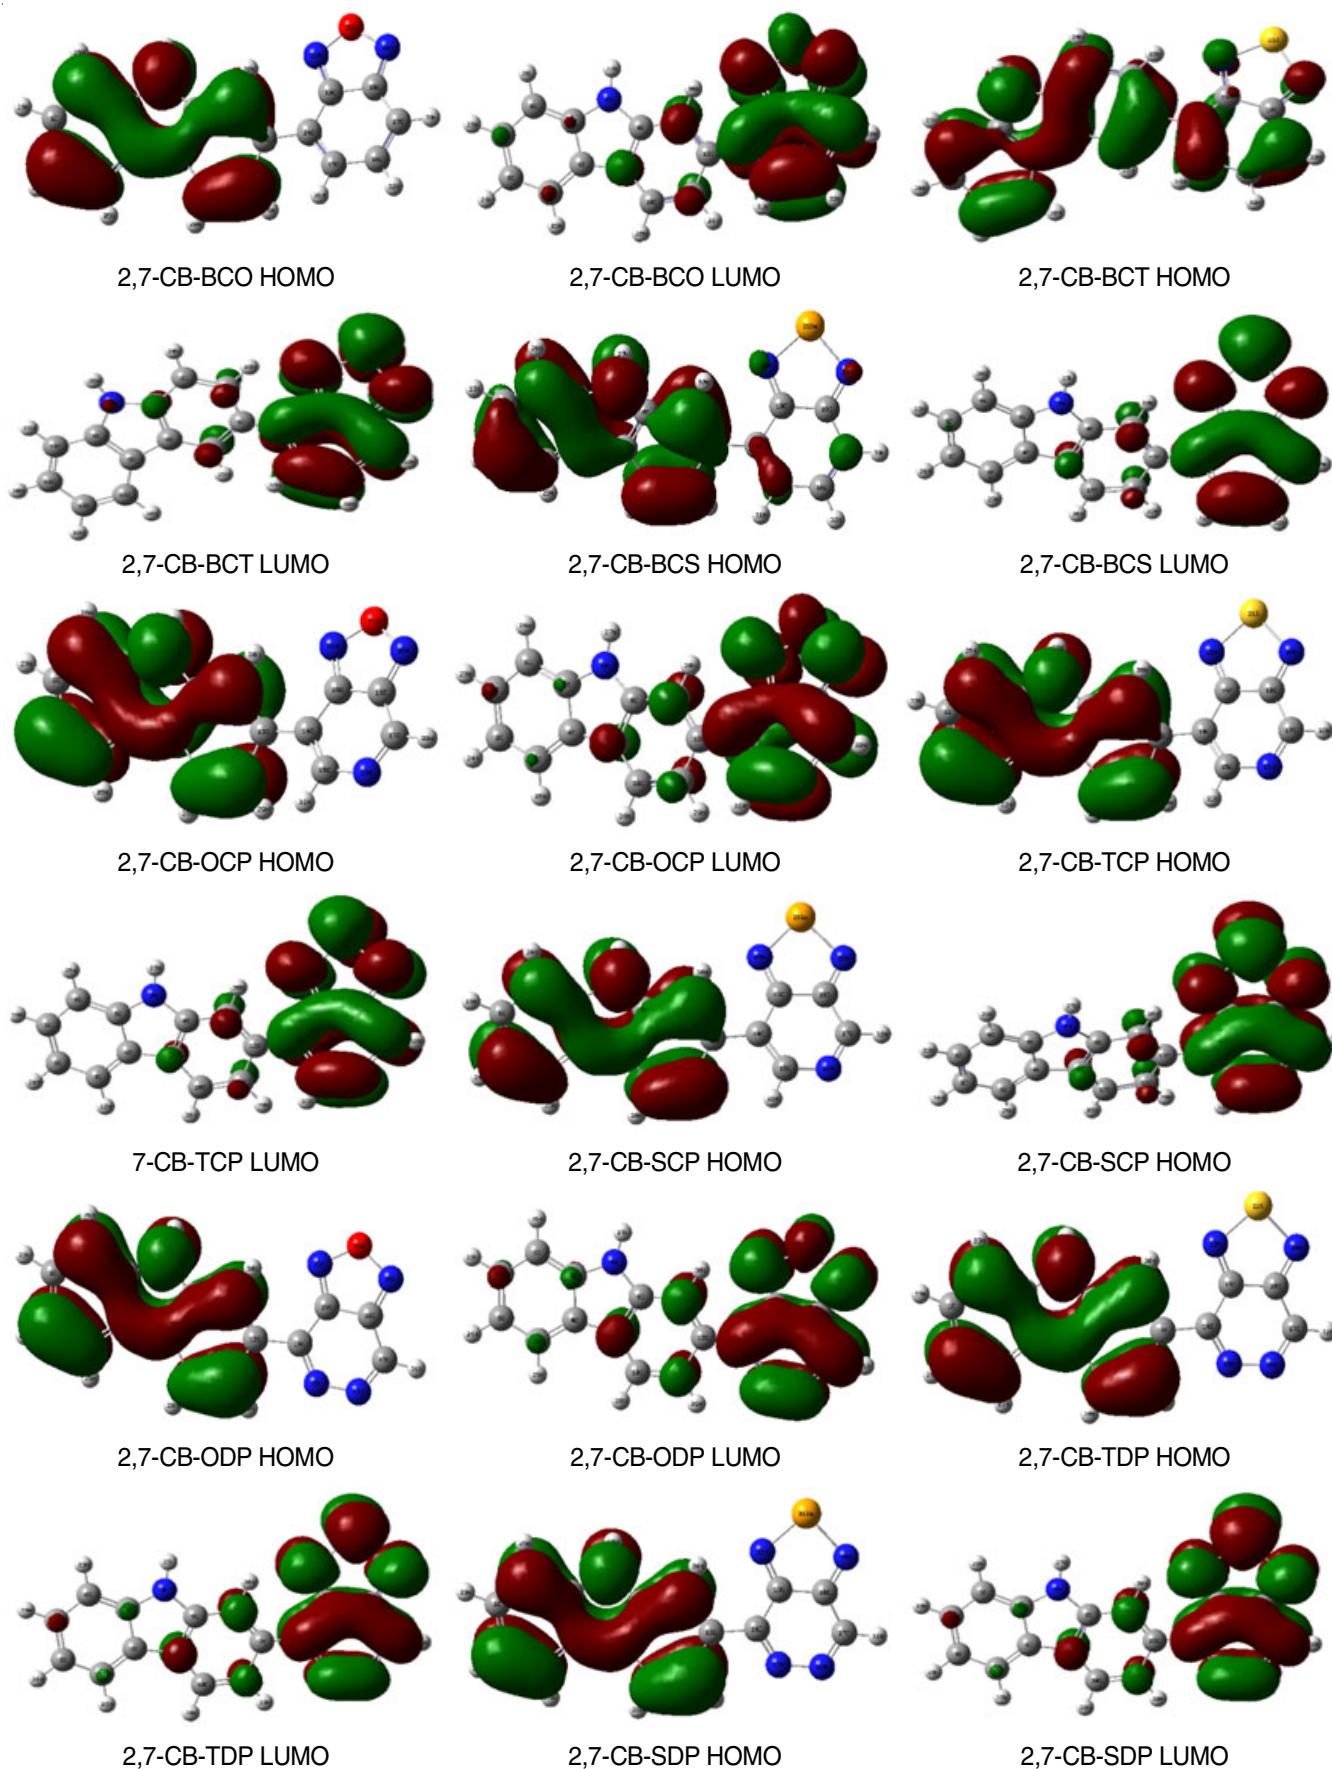 2,7-CB-BCO HOMO
2,7-CB-BCO LUMO
2,7-CB-BCT HOMO
2,7-CB-BCT LUMO
2,7-CB-BCS HOMO
2,7-CB-BCS LUMO
2,7-CB-OCP HOMO
2,7-CB-OCP LUMO
2,7-CB-TCP HOMO
7-CB-TCP LUMO
2,7-CB-SCP HOMO
2,7-CB-SCP HOMO
2,7-CB-ODP HOMO
2,7-CB-ODP LUMO
2,7-CB-TDP HOMO
2,7-CB-TDP LUMO
2,7-CB-SDP HOMO
2,7-CB-SDP LUMO